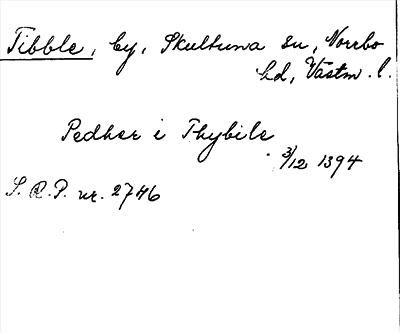 Tibble, by, Skultuna sn, Norrbo
hd, Västm. l.
Pedher i Thybile
3/12 1394
S. R. P. nr. 2746